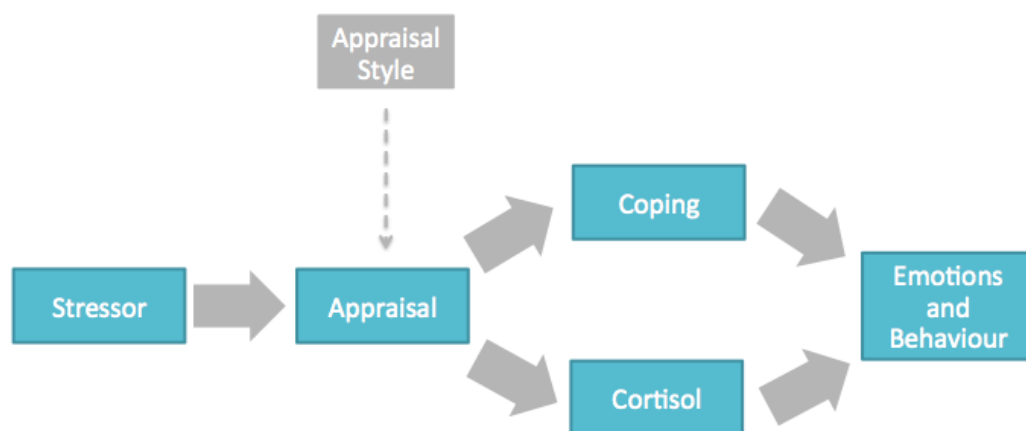 Appraisal
Style
Stressor
Appraisal
Coping
Cortisol
Emotions
and
Behaviour